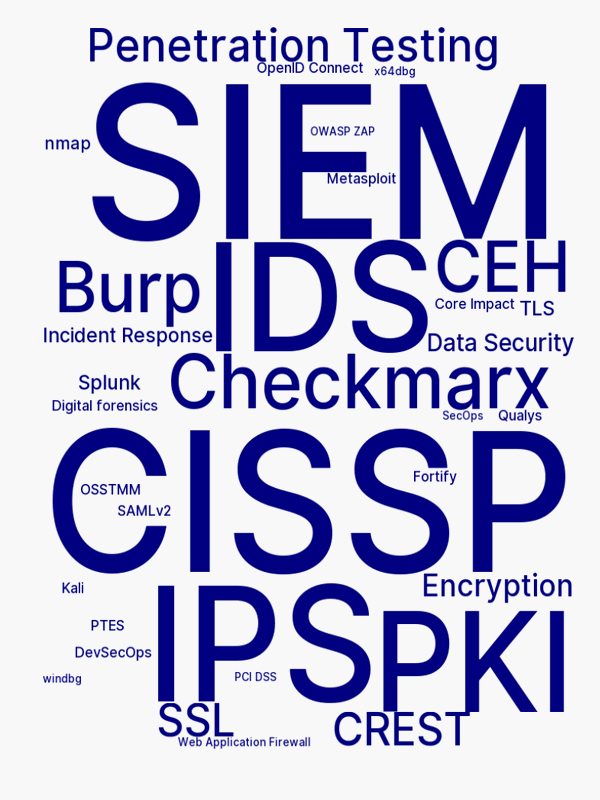 Penetration Testing
OpenID Connect
x64dbg
SIEM
OWASP ZAP
nmap
Metasploit
IDS
CEH
Burp
Core Impact
TLS
Incident Response
Data Security
Checkmarx
Splunk
Digital forensics
SecOps
Qualys
CISSP
Fortify
OSSTMM
SAMLv2
Kali
Encryption
IPS
PKI
PTES
DevSecOps
windbg
PCI DSS
SSL
CREST
Web Application Firewall